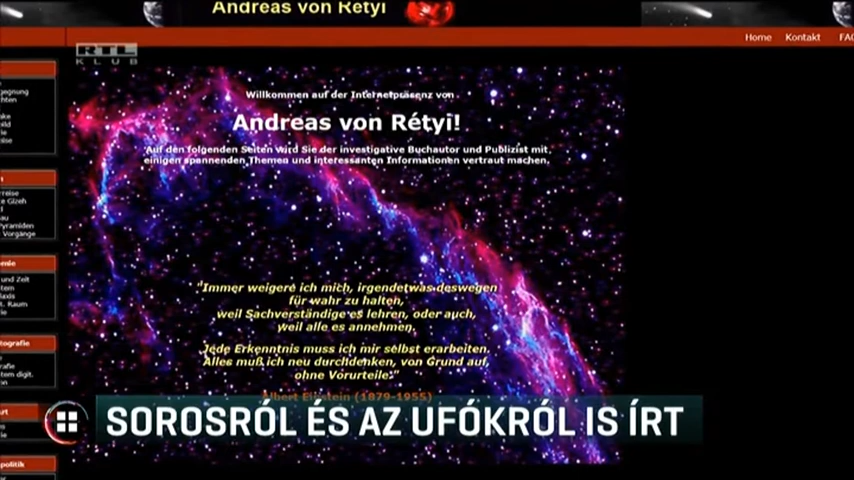 Andreas von Rétyi
Home Kontakt
RTL
KLUB
Willkommen auf der Internetpräsenz von
Andreas von Rétyi!
Auf den folgenden Seiten wird Sie der investigative Buchautor und Publizist mit
einigen spannenden Themen und interessanten Informationen vertraut machen.
"Immer weigere ich mich, irgendetwas deswegen
für wahr zu halten,
weil Sachverständige es lehren, oder auch,
weil alle es annehmen.
Jede Erkenntnis muss ich mir selbst erarbeiten.
Alles muß ich neu durchdenken, von Grund auf,
ohne Vorurteile"
Albert Einstein (1879-1955)
SOROSRÓL ÉS AZ UFÓKRÓL IS ÍRT